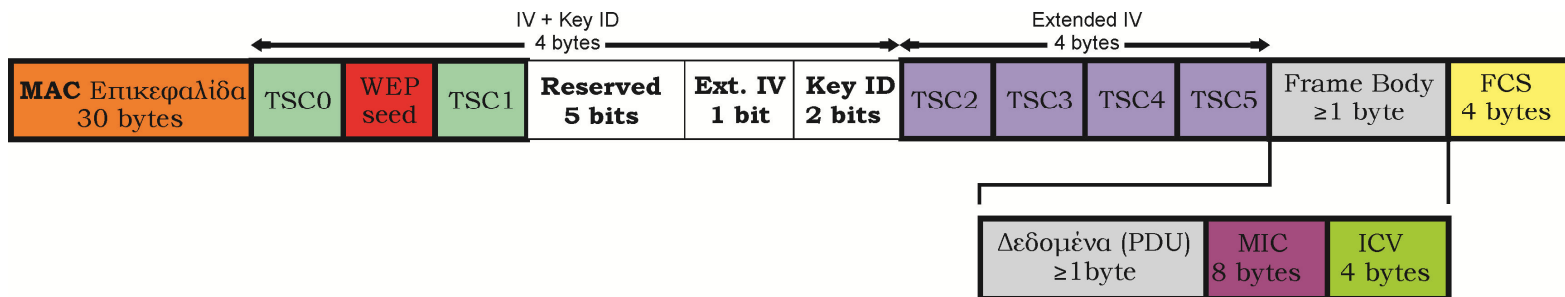 IV + Key ID
4 bytes
Extended IV
4 bytes
MAC Επικεφαλίδα
30 bytes
TSC0
WEP
seed
TSC1
Reserved
5 bits
Ext. IV
1 bit
Key ID
2 bits
TSC2
TSC3
TSC4
TSC5
Frame Body
≥1 byte
FCS
4 bytes
Δεδομένα (PDU)
≥1byte
MIC
8 bytes
ICV
4 bytes